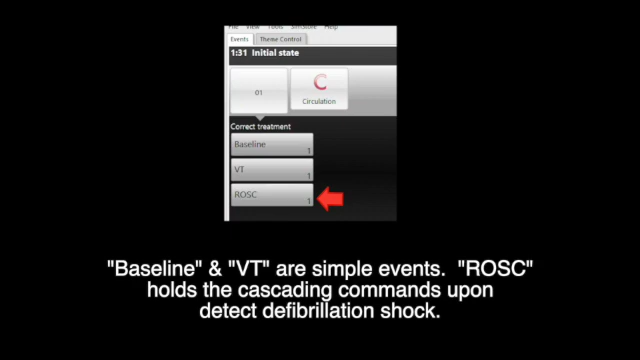 File View Tools SimStore Help
Events Theme Control
1:31 Initial state
01
Circulation
Correct treatment
Baseline 1
VT 1
ROSC 1
"Baseline" & "VT" are simple events. "ROSC"
holds the cascading commands upon
detect defibrillation shock.